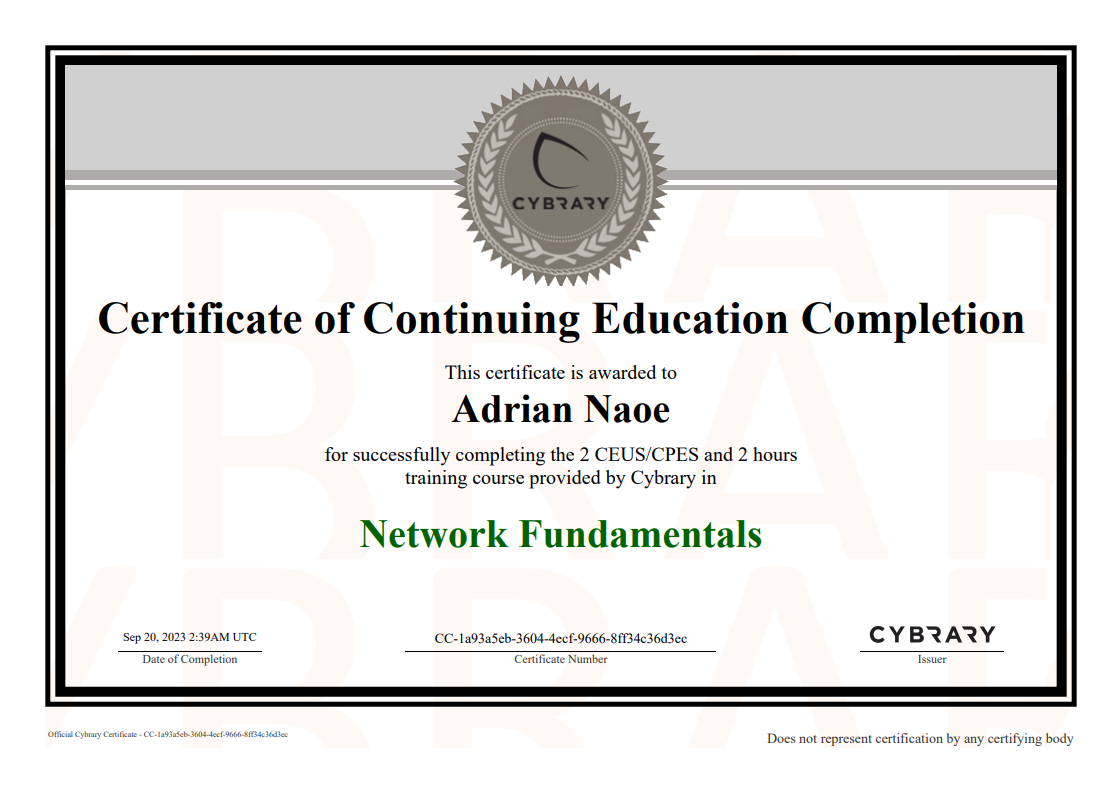 CYBRARY
Certificate of Continuing Education Completion
This certificate is awarded to
Adrian Naoe
for successfully completing the 2 CEUS/CPES and 2 hours
training course provided by Cybrary in
Network Fundamentals
Sep 20, 2023 2:39AM UTC
Date of Completion
CC-1a93a5eb-3604-4ecf-9666-8ff34c36d3ec
Certificate Number
CYBRARY
Issuer
Official Cybrary Certificate - CC-1a93a5eb-3604-4ecf-9666-8ff34c36d3ec
Does not represent certification by any certifying body